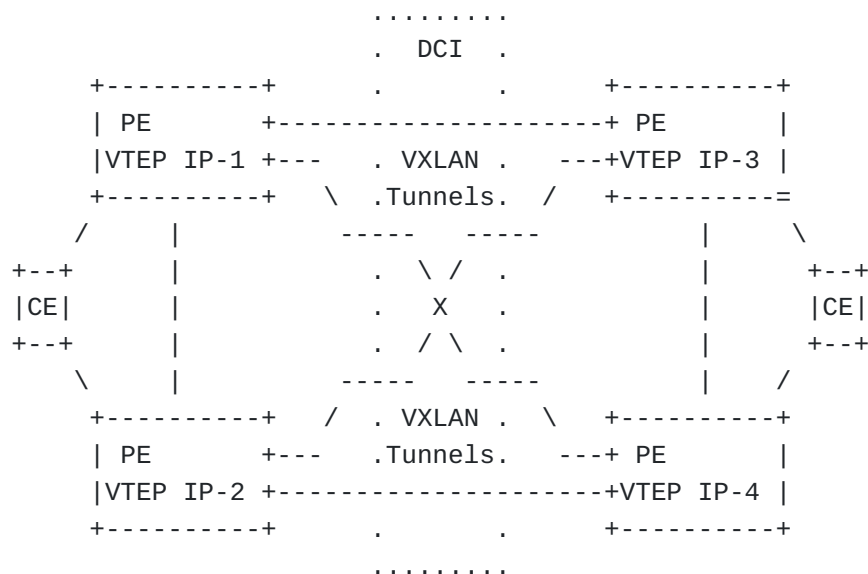 .........
. DCI .
+----------+ . . +----------+
| PE +---------------------+ PE |
|VTEP IP-1 +--- . VXLAN . ---+VTEP IP-3 |
+----------+ \ .Tunnels. / +----------=
/ | ----- ----- | \
+--+ | . \ / . | +--+
|CE| | . X . | |CE|
+--+ | . / \ . | +--+
\ | ----- ----- | /
+----------+ / . VXLAN . \ +----------+
| PE +--- .Tunnels. ---+ PE |
|VTEP IP-2 +---------------------+VTEP IP-4 |
+----------+ . . +----------+
.........